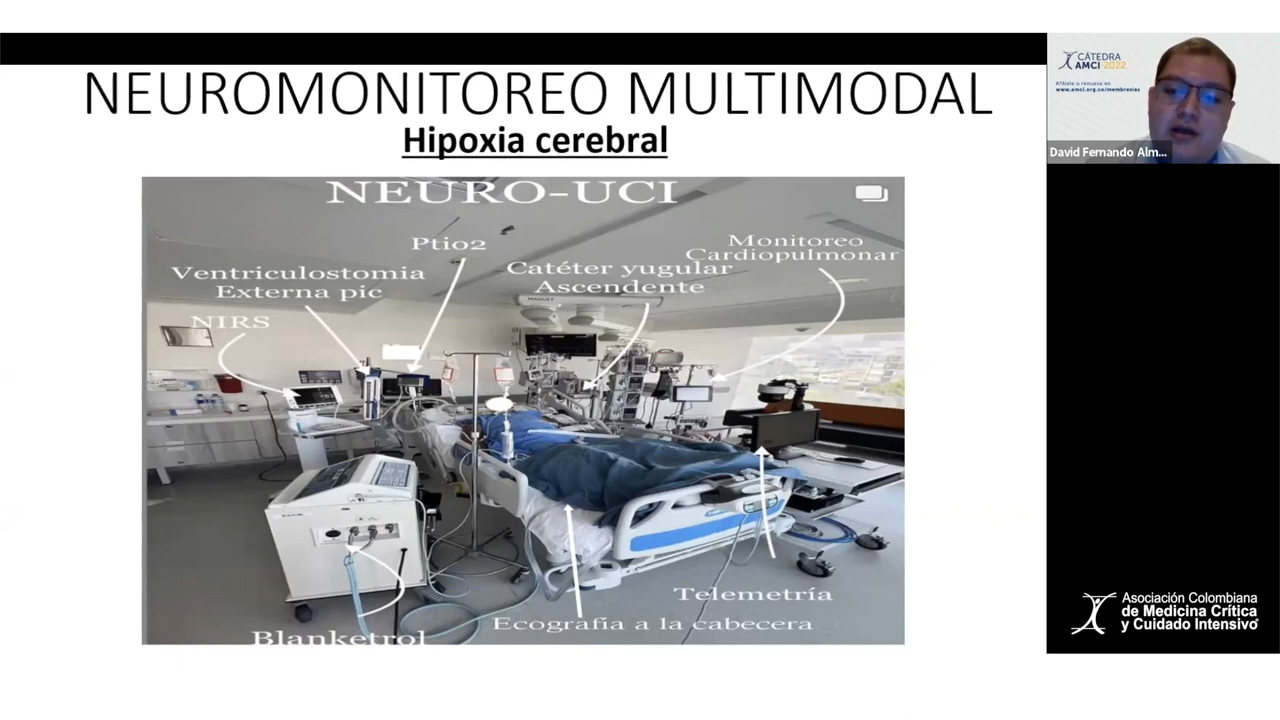 NEUROMONITOREO MULTIMODAL
Hipoxia cerebral
NEURO-UCI
Ptio2
Monitoreo
Cardiopulmonar
Ventriculostomia
Externa pic
Catéter yugular
Ascendente
NIRS
Telemetría
Ecografia a la cabecera
Blanketrol
CÁTEDRA
AMCI 2022
Afíliate o renueva en
www.amci.org.co/membresias
David Fernando Alm...
Asociación Colombiana
de Medicina Crítica
y Cuidado Intensivo